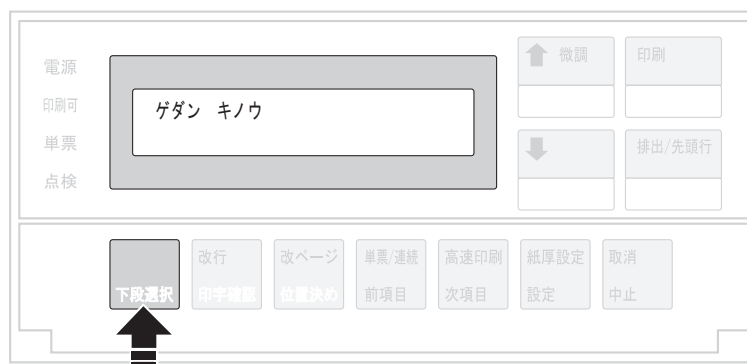 電源
印刷可
単票
点検
ゲダン キノウ
微調
印刷
排出/先頭行
下段選択
改行
印字確認
改ページ
位置決め
単票/連続
前項目
高速印刷
次項目
紙厚設定
設定
取消
中止